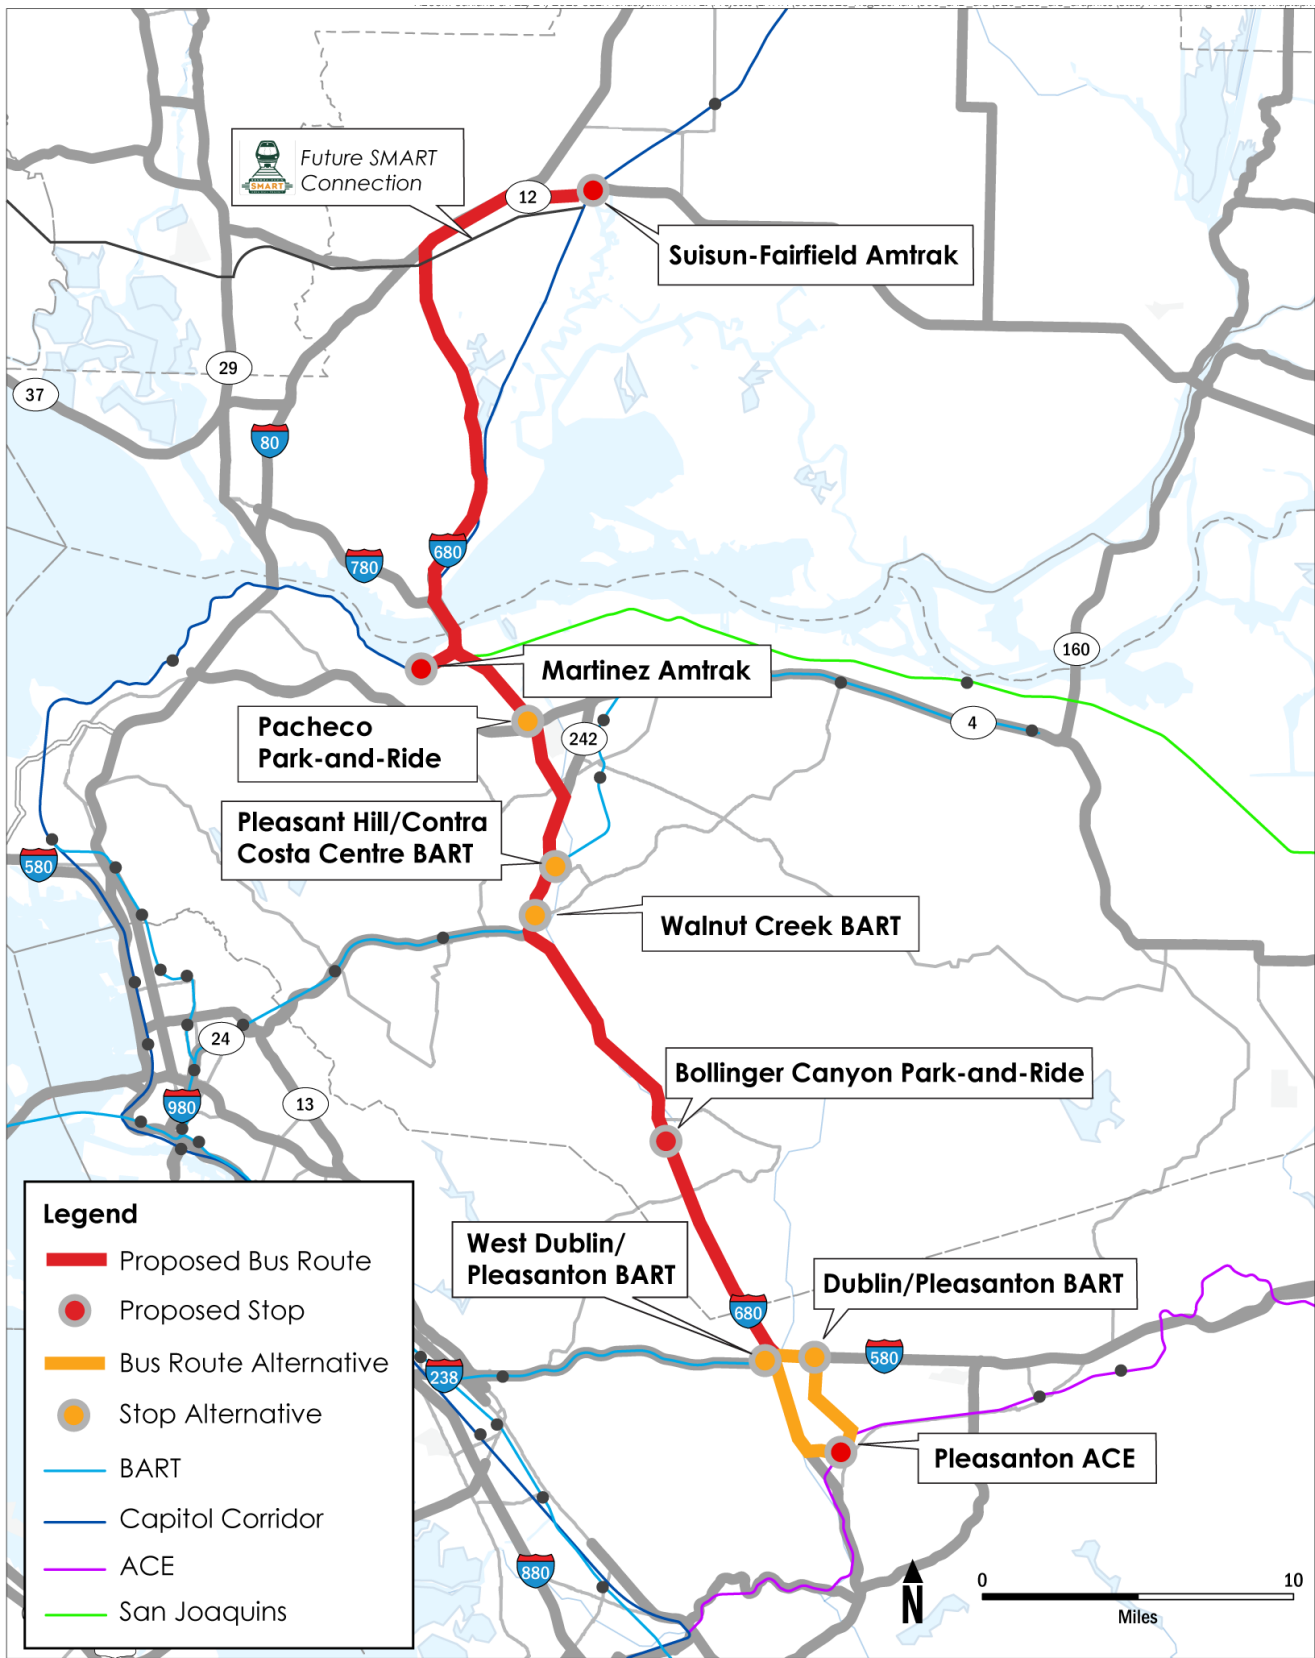 Future SMART
Connection
SMART
12
Suisun-Fairfield Amtrak
29
37
80
680
780
160
Martinez Amtrak
Pacheco
Park-and-Ride
242
4
Pleasant Hill/Contra
Costa Centre BART
580
Walnut Creek BART
24
Bollinger Canyon Park-and-Ride
980
13
Legend
Proposed Bus Route
Proposed Stop
Bus Route Alternative
Stop Alternative
BART
Capitol Corridor
ACE
San Joaquins
West Dublin/
Pleasanton BART
Dublin/Pleasanton BART
680
580
238
Pleasanton ACE
880
N
0 10
Miles